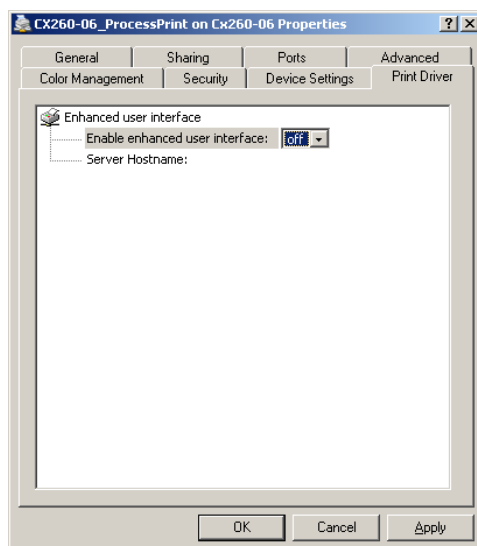 CX260-06_ProcessPrint on Cx260-06 Properties
General Sharing Ports Advanced
Color Management Security Device Settings Print Driver
Enhanced user interface
Enable enhanced user interface: off
Server Hostname:
OK Cancel Apply